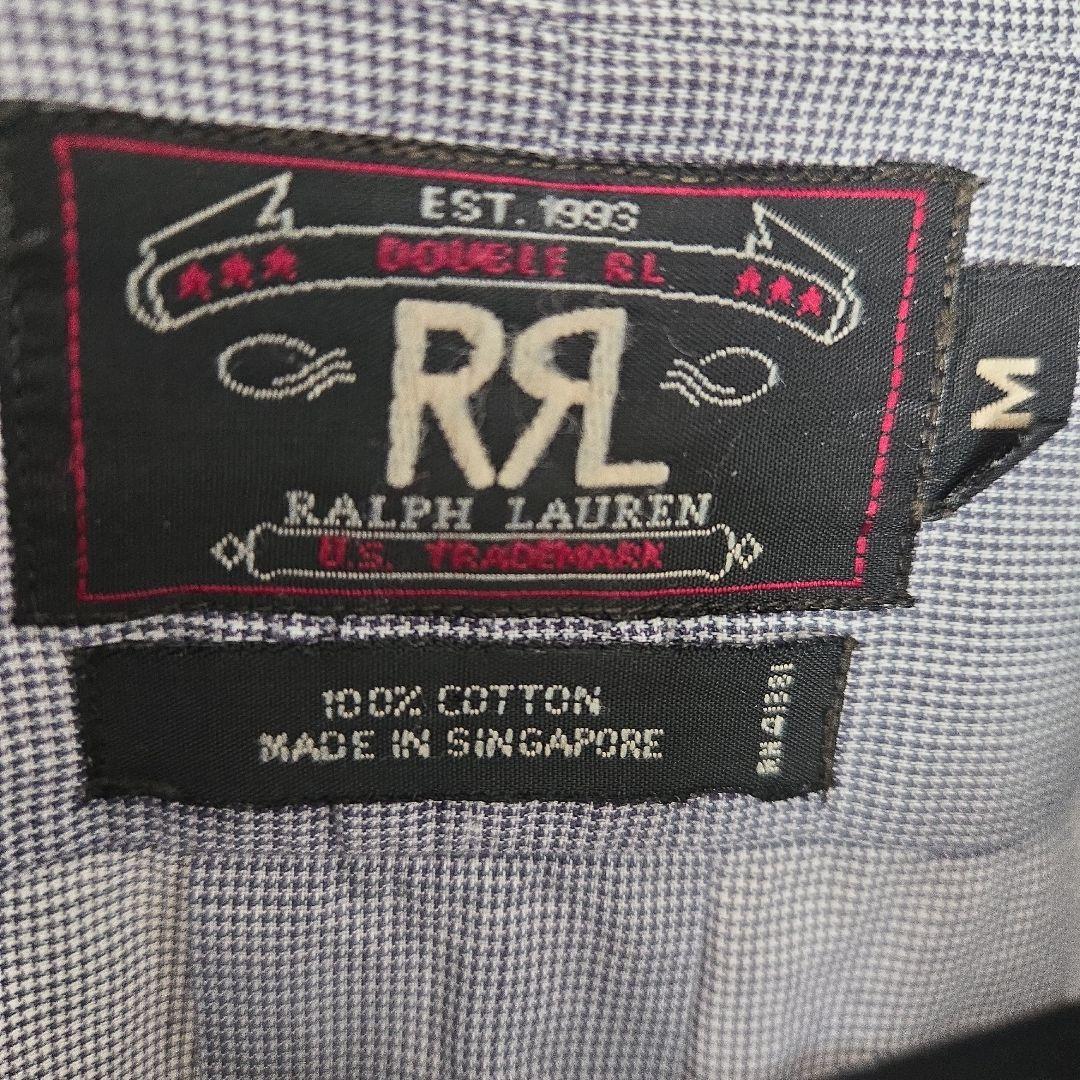 EST. 1993
DOUBLE RL
RRL
RALPH LAUREN
U.S. TRADEMARK
M
100% COTTON
MADE IN SINGAPORE